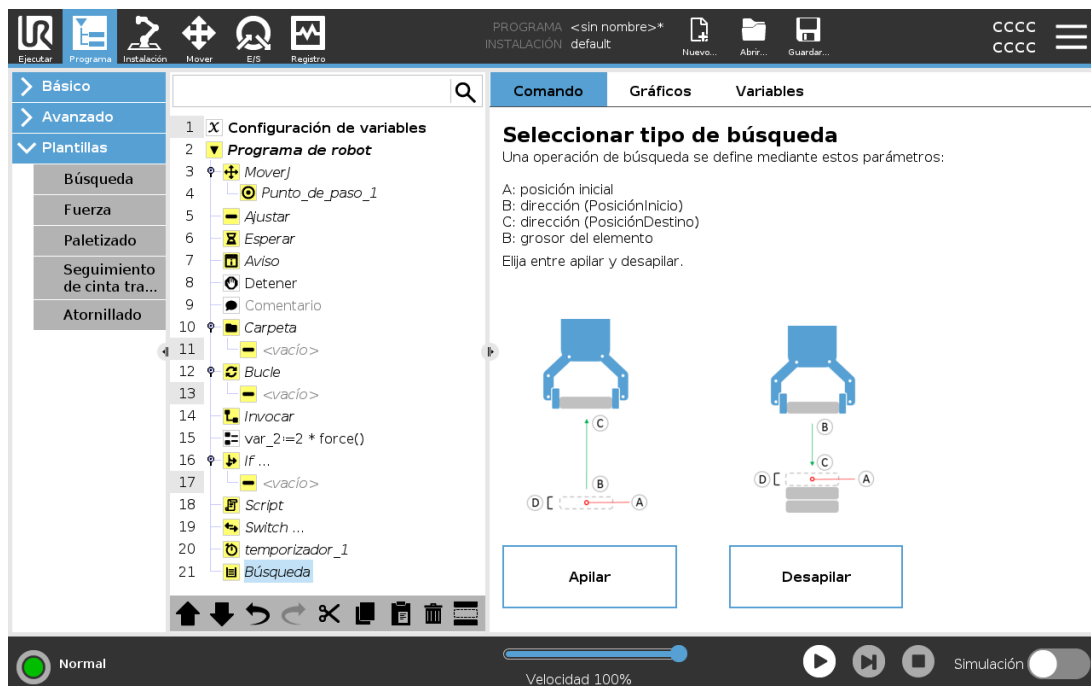 UR
Ejecutar
Programa
Instalación
Mover
E/S
Registro
PROGRAMA <sin nombre>*
INSTALACIÓN default
Nuevo...
Abrir...
Guardar...
CCCC
CCCC
Básico
Avanzado
Plantillas
Búsqueda
Fuerza
Paletizado
Seguimiento
de cinta tra...
Atornillado
1 X Configuración de variables
2 Programa de robot
3 MoverJ
4 Punto_de_paso_1
5 Ajustar
6 Esperar
7 Aviso
8 Detener
9 Comentario
10 Carpeta
11 <vacío>
12 Bucle
13 <vacío>
14 Invocar
15 var_2:=2 * force()
16 If ...
17 <vacío>
18 Script
19 Switch ...
20 temporizador_1
21 Búsqueda
Comando Gráficos Variables
Seleccionar tipo de búsqueda
Una operación de búsqueda se define mediante estos parámetros:
A: posición inicial
B: dirección (PosiciónInicio)
C: dirección (PosiciónDestino)
B: grosor del elemento
Elija entre apilar y desapilar.
C
B
D A
B
C
D A
Apilar
Desapilar
Normal
Velocidad 100%
Simulación